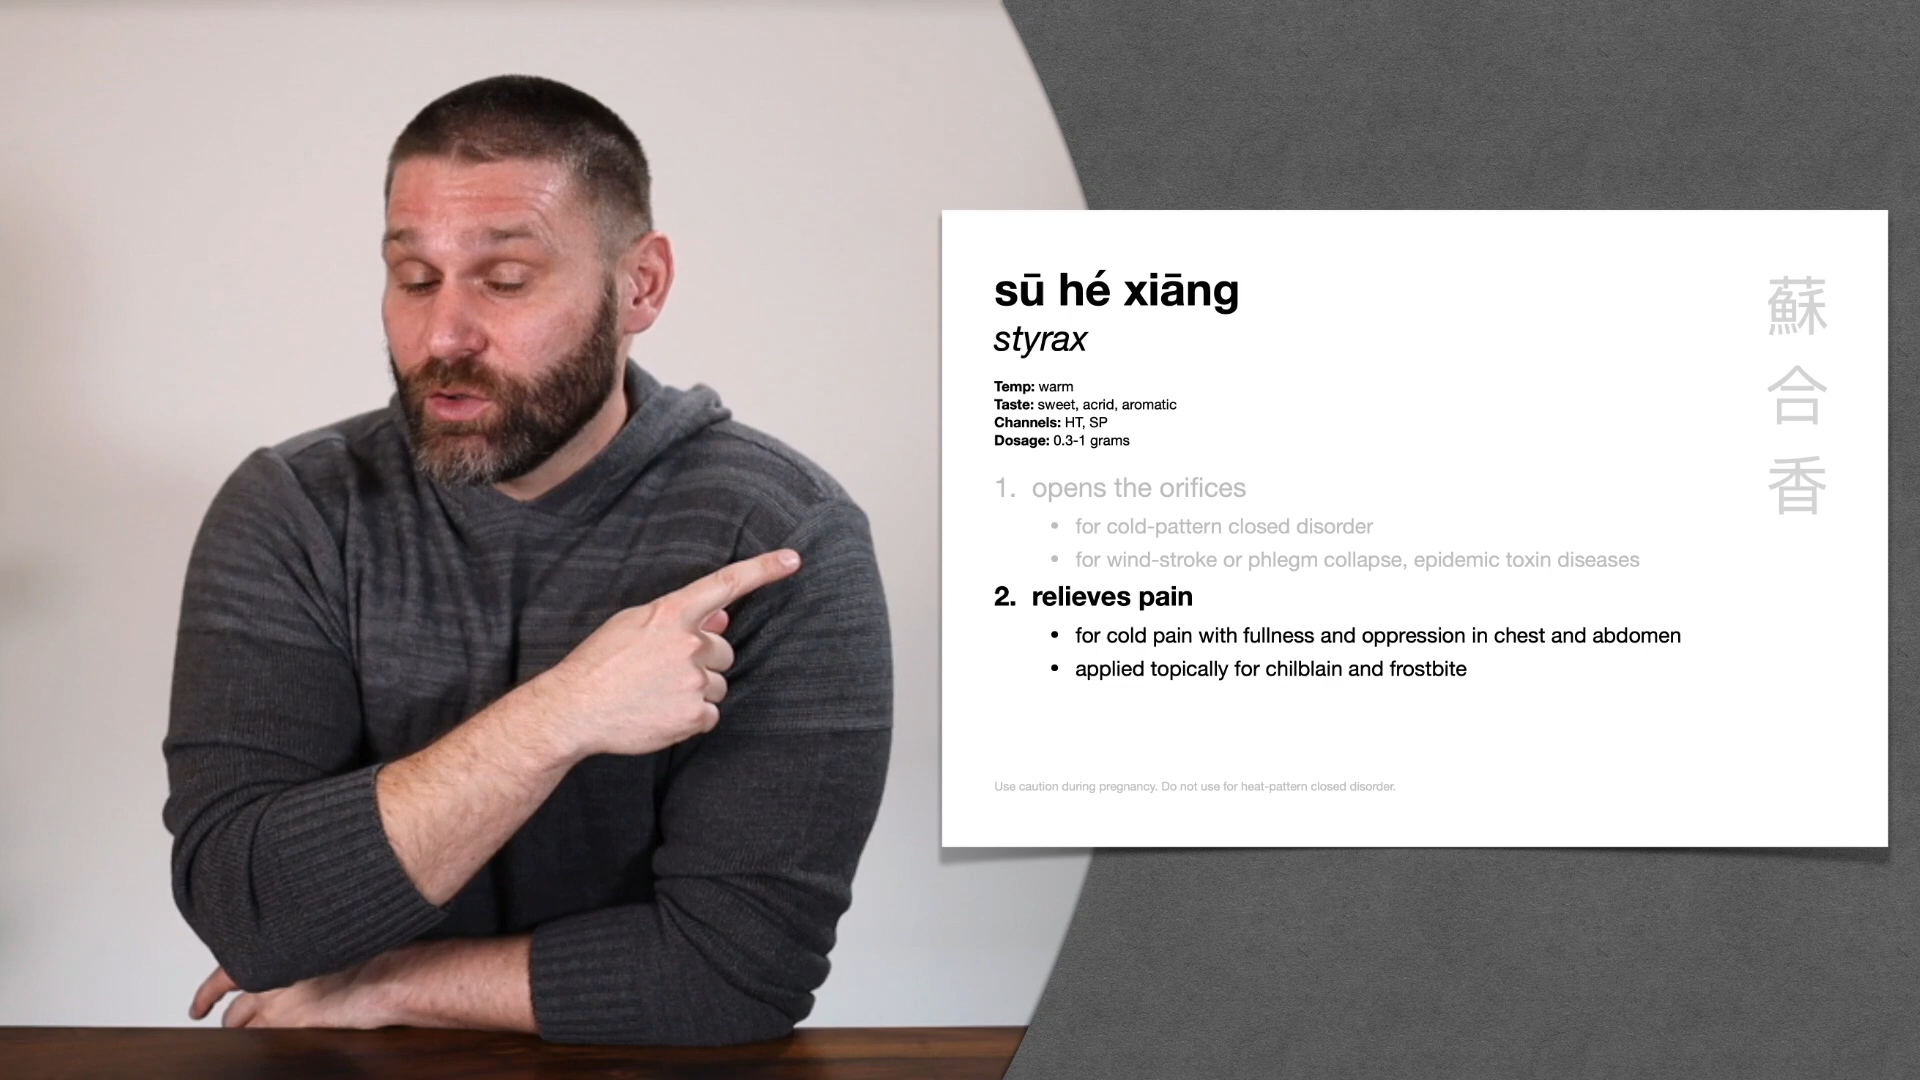 sū hé xiāng
styrax
Temp: warm
Taste: sweet, acrid, aromatic
Channels: HT, SP
Dosage: 0.3-1 grams
1. opens the orifices
• for cold-pattern closed disorder
• for wind-stroke or phlegm collapse, epidemic toxin diseases
2. relieves pain
• for cold pain with fullness and oppression in chest and abdomen
• applied topically for chilblain and frostbite
Use caution during pregnancy. Do not use for heat-pattern closed disorder.
蘇合香